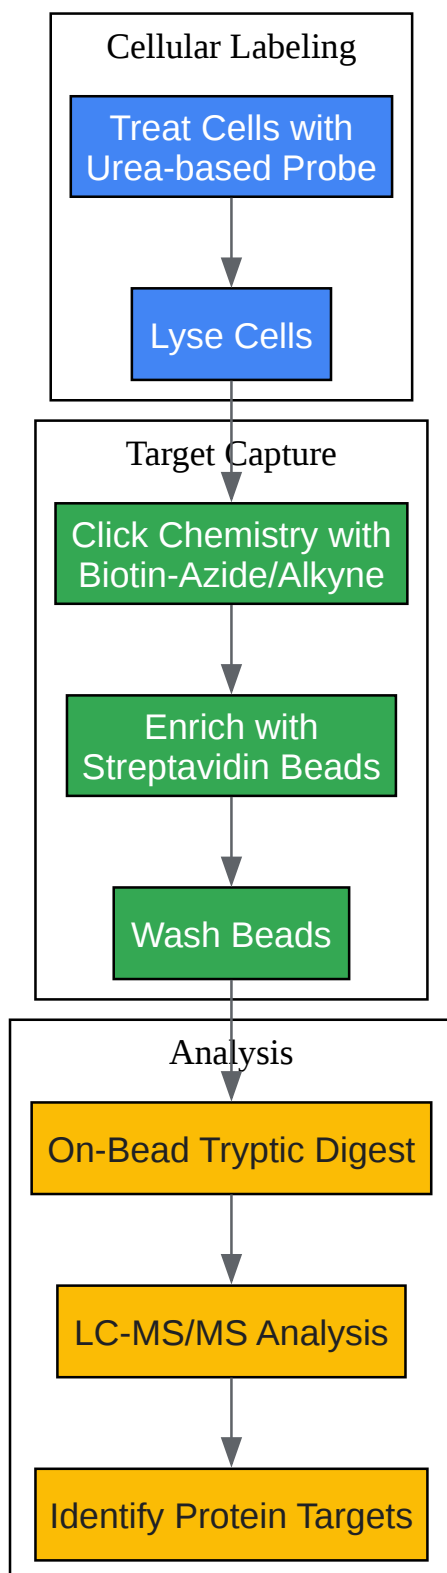 Cellular Labeling
Treat Cells with
Urea-based Probe
Lyse Cells
Target Capture
Click Chemistry with
Biotin-Azide/Alkyne
Enrich with
Streptavidin Beads
Wash Beads
Analysis
On-Bead Tryptic Digest
LC-MS/MS Analysis
Identify Protein Targets